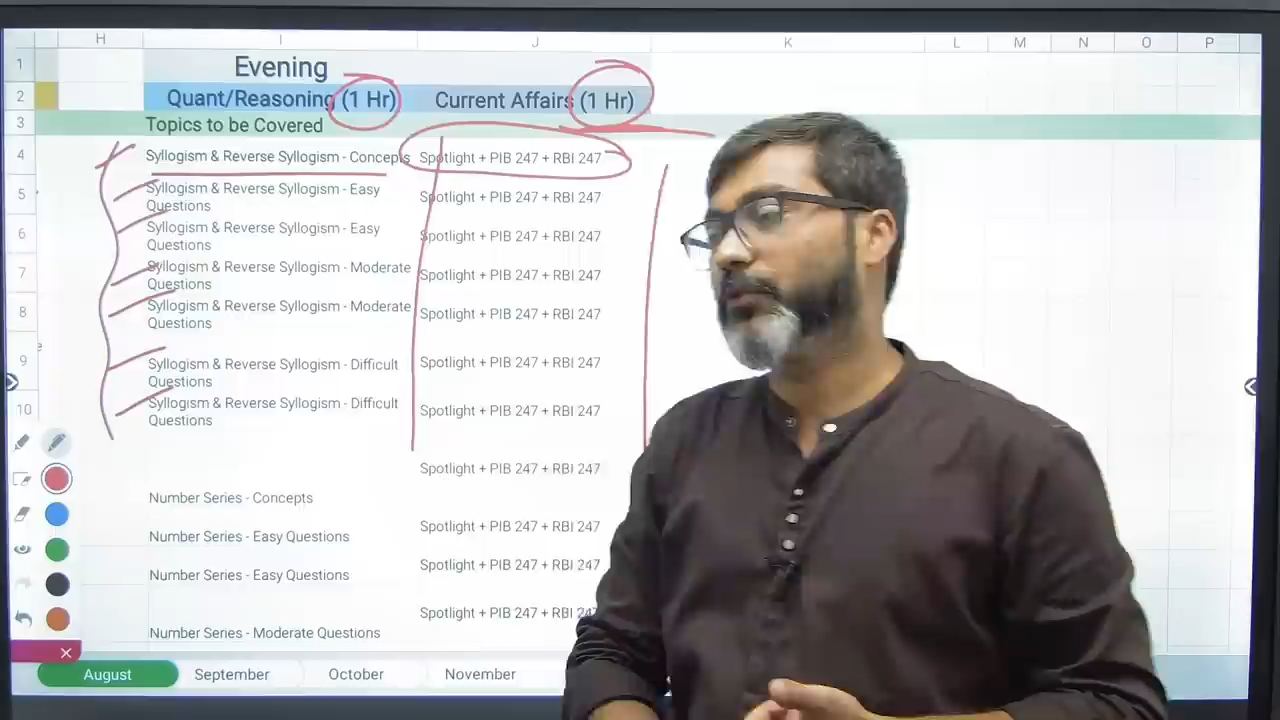 H I J K L M N O P
1 Evening
2 Quant/Reasoning (1 Hr) Current Affairs (1 Hr)
3 Topics to be Covered
4 Syllogism & Reverse Syllogism - Concepts Spotlight + PIB 247 + RBI 247
5 Syllogism & Reverse Syllogism - Easy Questions Spotlight + PIB 247 + RBI 247
6 Syllogism & Reverse Syllogism - Easy Questions Spotlight + PIB 247 + RBI 247
7 Syllogism & Reverse Syllogism - Moderate Questions Spotlight + PIB 247 + RBI 247
8 Syllogism & Reverse Syllogism - Moderate Questions Spotlight + PIB 247 + RBI 247
9 Syllogism & Reverse Syllogism - Difficult Questions Spotlight + PIB 247 + RBI 247
10 Syllogism & Reverse Syllogism - Difficult Questions Spotlight + PIB 247 + RBI 247
Spotlight + PIB 247 + RBI 247
Number Series - Concepts
Spotlight + PIB 247 + RBI 247
Number Series - Easy Questions
Spotlight + PIB 247 + RBI 247
Number Series - Easy Questions
Spotlight + PIB 247 + RBI 247
Number Series - Moderate Questions
August September October November